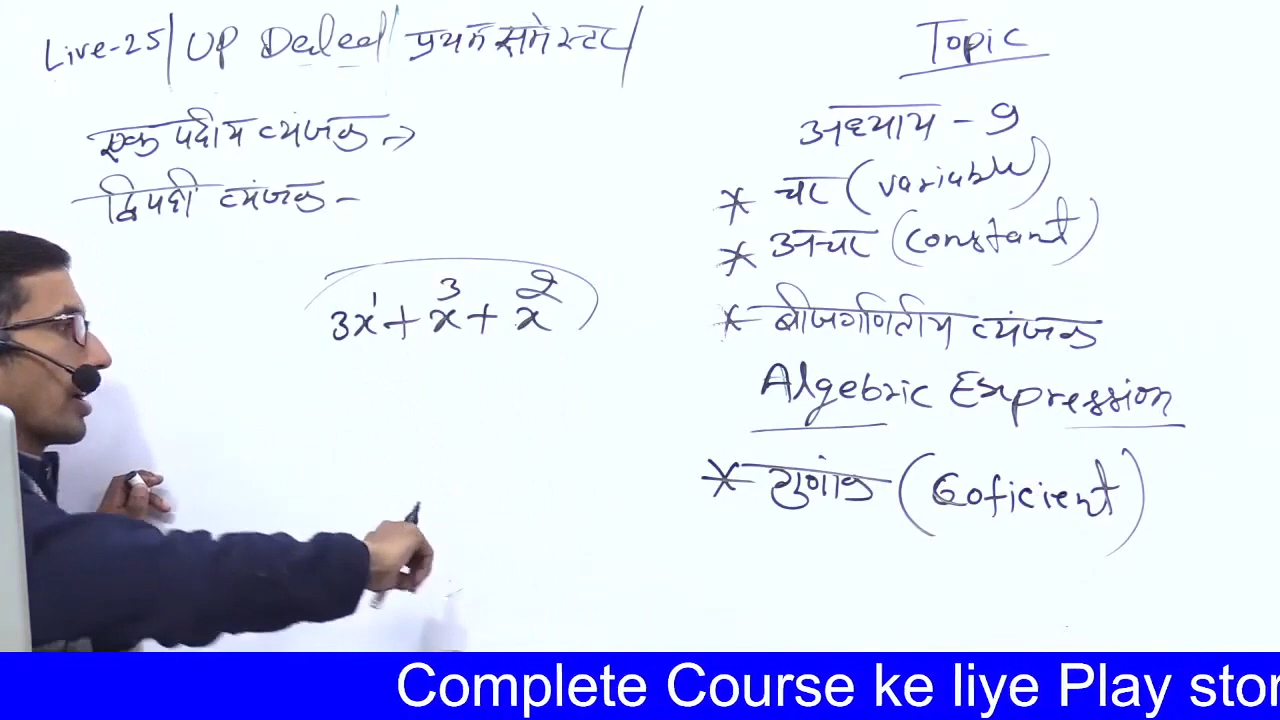 Live-25/ UP Deled/ प्रथम समेस्टर/
एक पदीय व्यंजक →
द्विपदी व्यंजक -
3x¹ + x³ + x²
Topic
अध्याय - 9
* चर (variable)
* अचर (constant)
* बीजगणितीय व्यंजक
Algebric Expression
* गुणांक (Coficient)
Complete Course ke liye Play stor